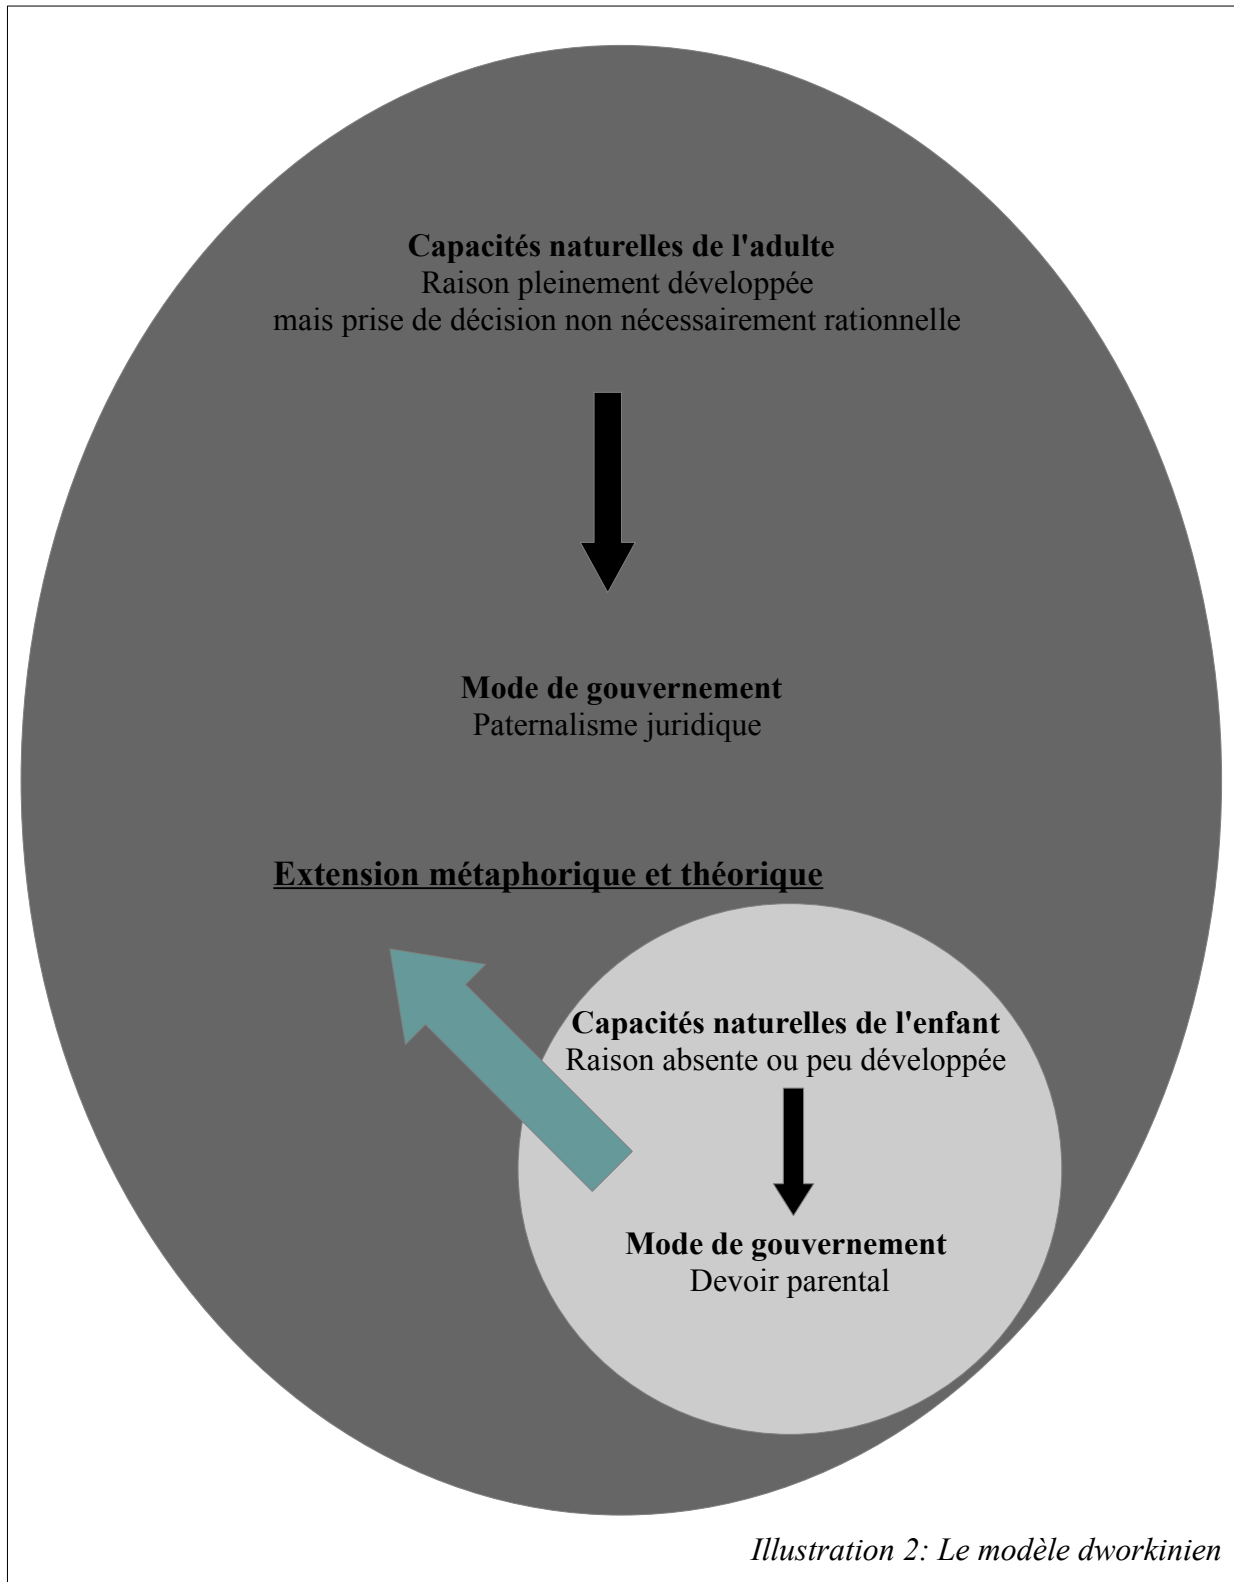 Capacités naturelles de l'adulte
Raison pleinement développée
mais prise de décision non nécessairement rationnelle
Mode de gouvernement
Paternalisme juridique
Extension métaphorique et théorique
Capacités naturelles de l'enfant
Raison absente ou peu développée
Mode de gouvernement
Devoir parental
Illustration 2: Le modèle dworkinien